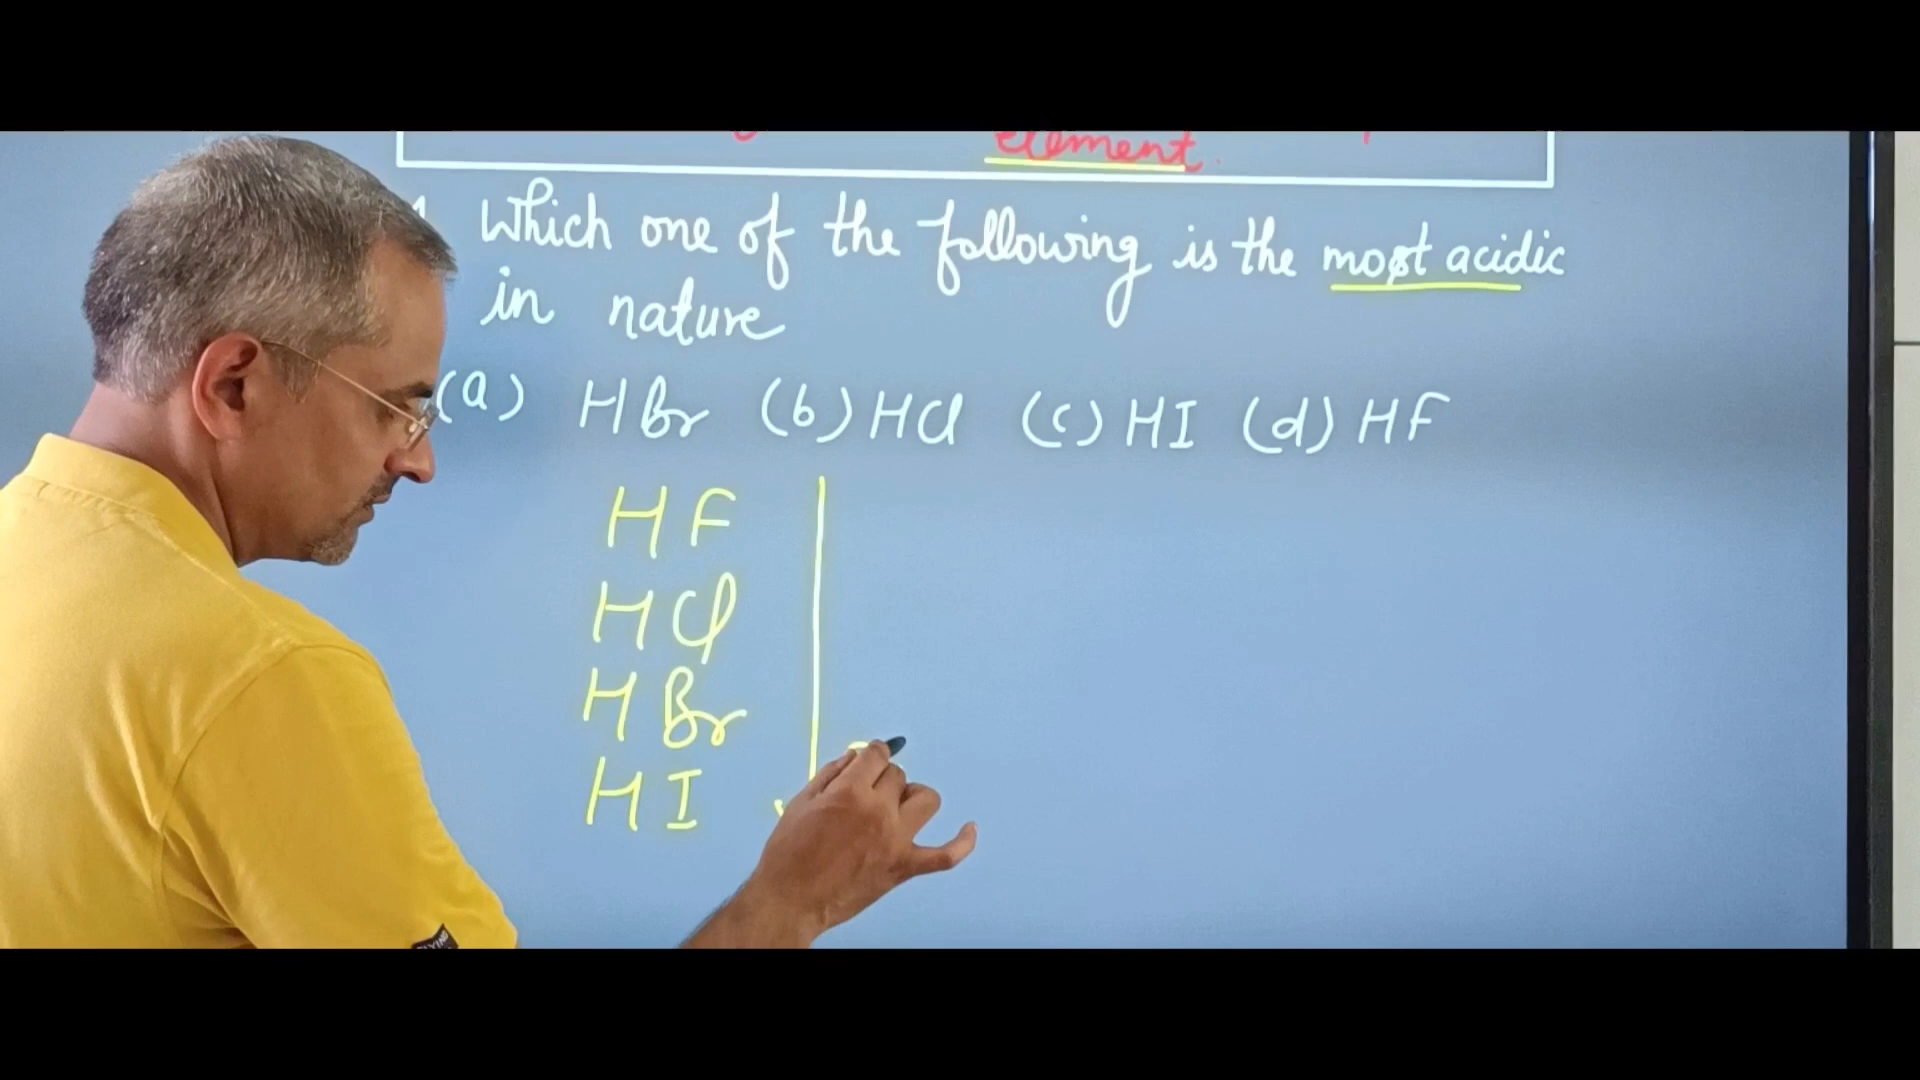 element.
Which one of the following is the most acidic
in nature
(a) HBr (b) HCl (c) HI (d) HF
HF
HCl
HBr
HI